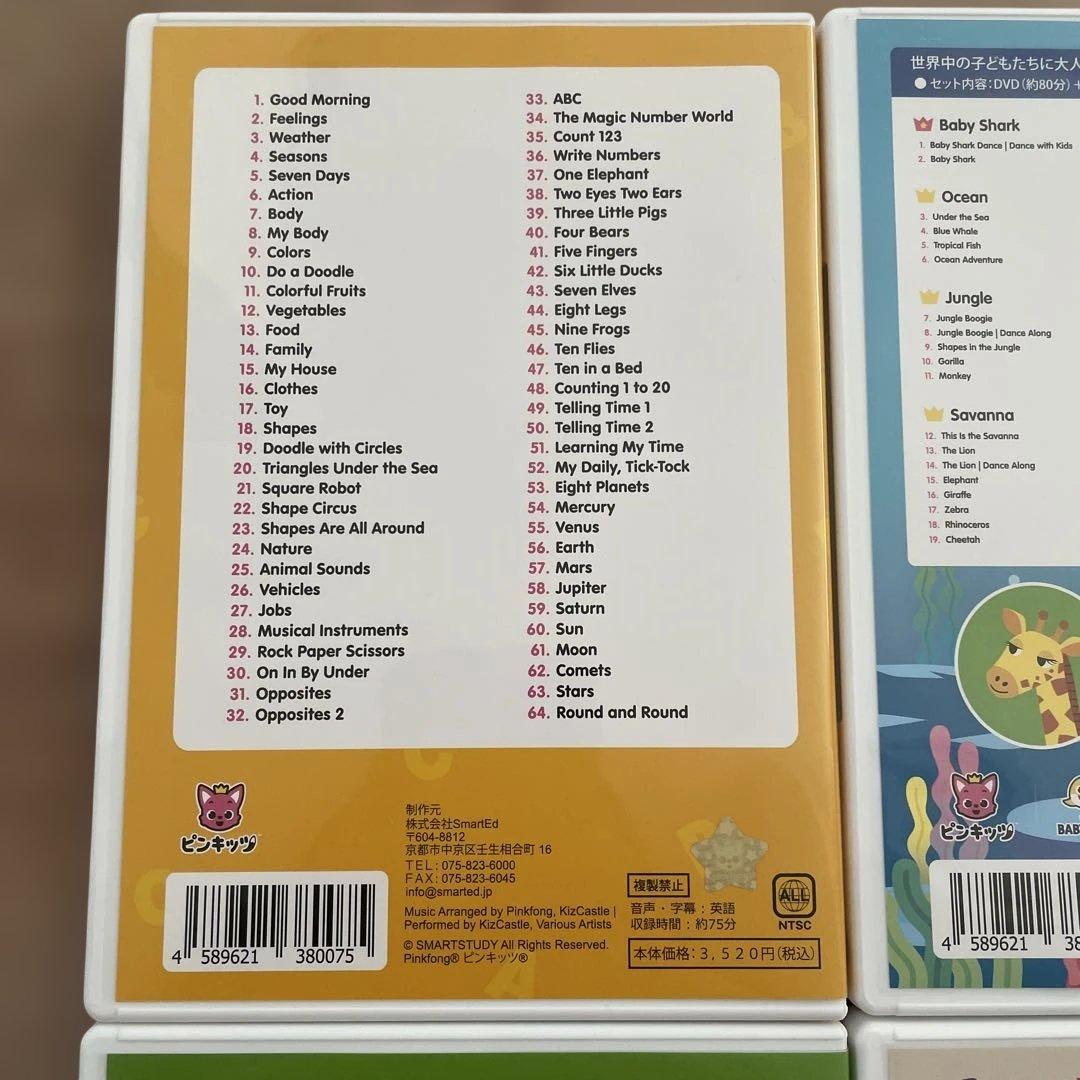 1. Good Morning
2. Feelings
3. Weather
4. Seasons
5. Seven Days
6. Action
7. Body
8. My Body
9. Colors
10. Do a Doodle
11. Colorful Fruits
12. Vegetables
13. Food
14. Family
15. My House
16. Clothes
17. Toy
18. Shapes
19. Doodle with Circles
20. Triangles Under the Sea
21. Square Robot
22. Shape Circus
23. Shapes Are All Around
24. Nature
25. Animal Sounds
26. Vehicles
27. Jobs
28. Musical Instruments
29. Rock Paper Scissors
30. On In By Under
31. Opposites
32. Opposites 2
33. ABC
34. The Magic Number World
35. Count 123
36. Write Numbers
37. One Elephant
38. Two Eyes Two Ears
39. Three Little Pigs
40. Four Bears
41. Five Fingers
42. Six Little Ducks
43. Seven Elves
44. Eight Legs
45. Nine Frogs
46. Ten Flies
47. Ten in a Bed
48. Counting 1 to 20
49. Telling Time 1
50. Telling Time 2
51. Learning My Time
52. My Daily, Tick-Tock
53. Eight Planets
54. Mercury
55. Venus
56. Earth
57. Mars
58. Jupiter
59. Saturn
60. Sun
61. Moon
62. Comets
63. Stars
64. Round and Round
ピンキッツ™
4 589621 380075
制作元
株式会社SmartEd
〒604-8812
京都市中京区壬生相合町 16
TEL: 075-823-6000
FAX: 075-823-6045
info@smarted.jp
Music Arranged by Pinkfong, KizCastle |
Performed by KizCastle, Various Artists
© SMARTSTUDY All Rights Reserved.
Pinkfong® ピンキッツ®
複製禁止
音声・字幕：英語
収録時間：約75分
ALL
NTSC
本体価格：3,520円(税込)
世界中の子どもたちに大人
● セット内容：DVD(約80分)+
Baby Shark
1. Baby Shark Dance | Dance with Kids
2. Baby Shark
Ocean
3. Under the Sea
4. Blue Whale
5. Tropical Fish
6. Ocean Adventure
Jungle
7. Jungle Boogie
8. Jungle Boogie | Dance Along
9. Shapes in the Jungle
10. Gorilla
11. Monkey
Savanna
12. This Is the Savanna
13. The Lion
14. The Lion | Dance Along
15. Elephant
16. Giraffe
17. Zebra
18. Rhinoceros
19. Cheetah
ピンキッツ™
BABY
4 589621 38